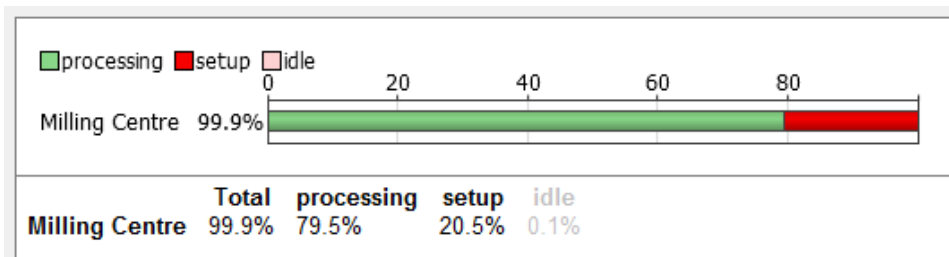 processing setup idle
0 20 40 60 80
Milling Centre 99.9%
Total processing setup idle
Milling Centre 99.9% 79.5% 20.5% 0.1%